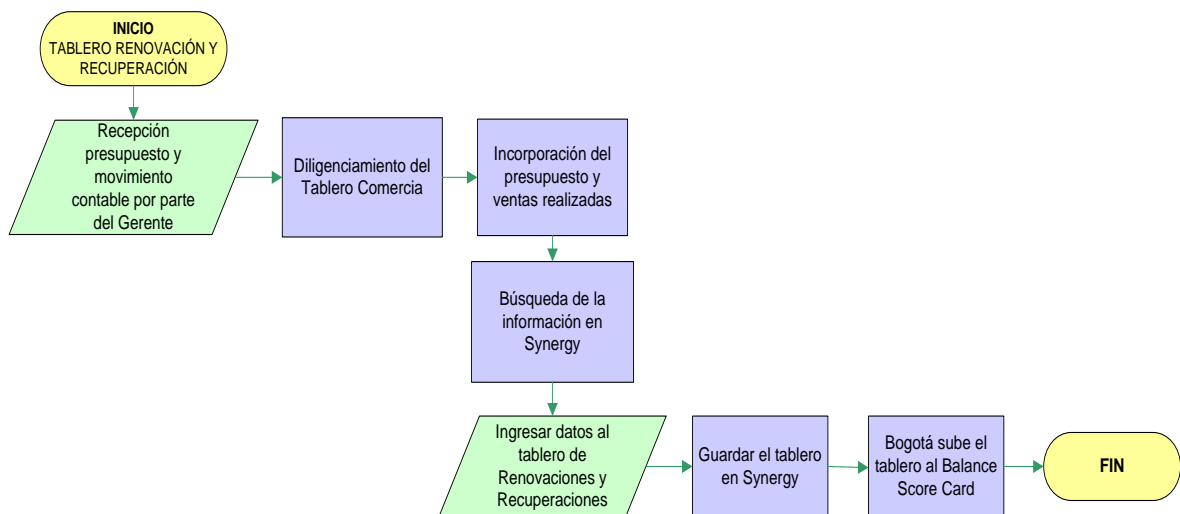 INICIO
TABLERO RENOVACIÓN Y
RECUPERACIÓN
Recepción
presupuesto y
movimiento
contable por parte
del Gerente
Diligenciamiento del
Tablero Comercia
Incorporación del
presupuesto y
ventas realizadas
Búsqueda de la
información en
Synergy
Ingresar datos al
tablero de
Renovaciones y
Recuperaciones
Guardar el tablero
en Synergy
Bogotá sube el
tablero al Balance
Score Card
FIN